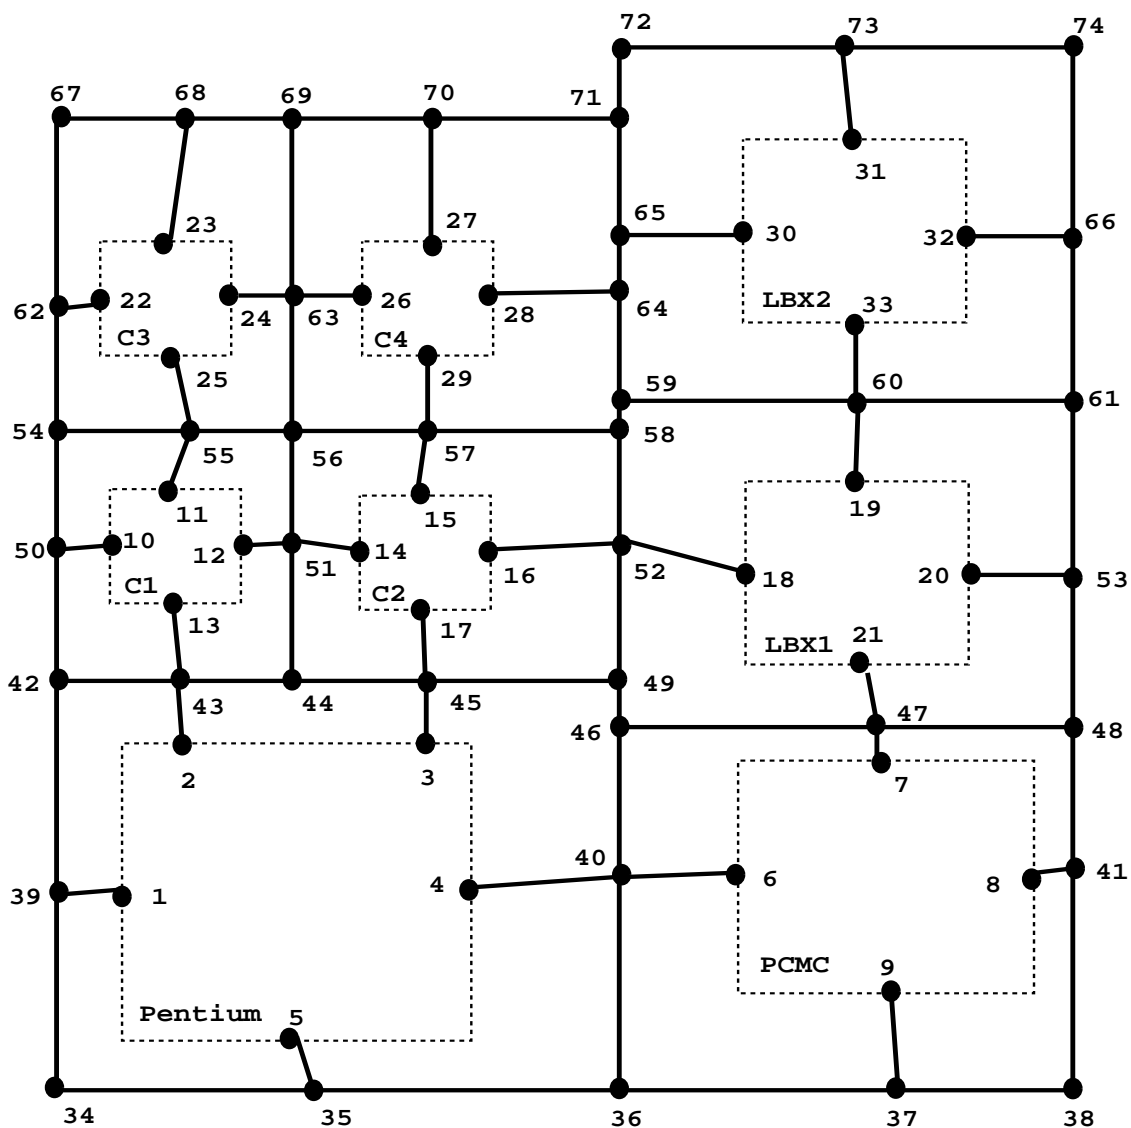 72 73 74
67 68 69 70 71
31
23 27 65 66
30 32
22 26 LBX2 33
62 24 63 28 64
C3 C4
25 29 59 60 61
54 55 56 57 58
11 15 19
50 10 12 51 14 16 52 18 20 53
C1 C2
13 17 LBX1 21
42 43 44 45 49
46 47 48
2 3 7
40
39 1 4 6 8 41
PCMC 9
Pentium 5
34 35 36 37 38